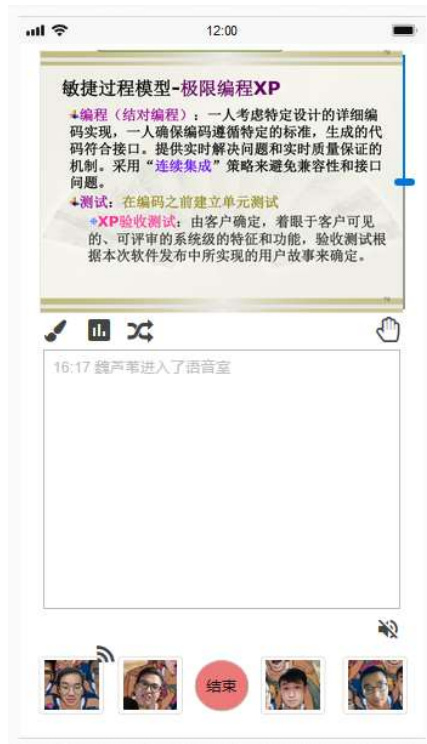 12:00
敏捷过程模型-极限编程XP
编程（结对编程）：一人考虑特定设计的详细编
码实现，一人确保编码遵循特定的标准，生成的代
码符合接口。提供实时解决问题和实时质量保证的
机制。采用“连续集成”策略来避免兼容性和接口
问题。
测试：在编码之前建立单元测试
XP验收测试：由客户确定，着眼于客户可见
的、可评审的系统级的特征和功能，验收测试根
据本次软件发布中所实现的用户故事来确定。
16:17 魏芦苇进入了语音室
结束